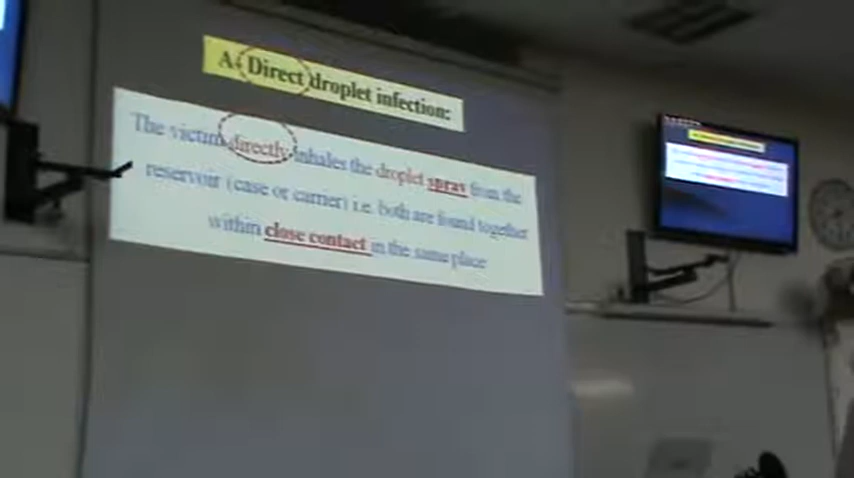 A- Direct droplet infection:
The victim directly inhales the droplet spray from the
reservoir (case or carrier) i.e. both are found together
within close contact in the same place